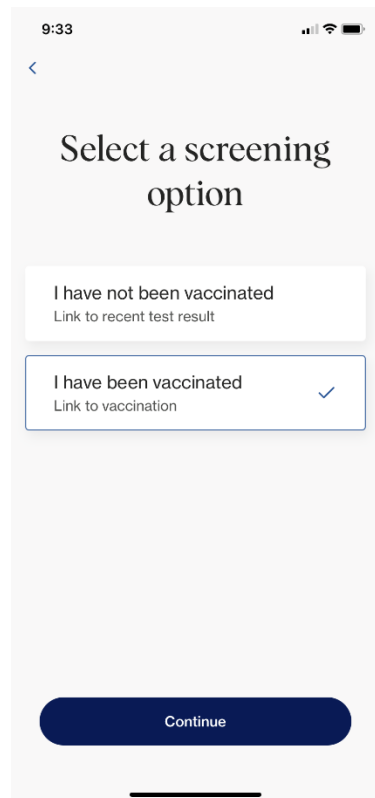 9:33
Select a screening
option
I have not been vaccinated
Link to recent test result
I have been vaccinated
Link to vaccination
Continue